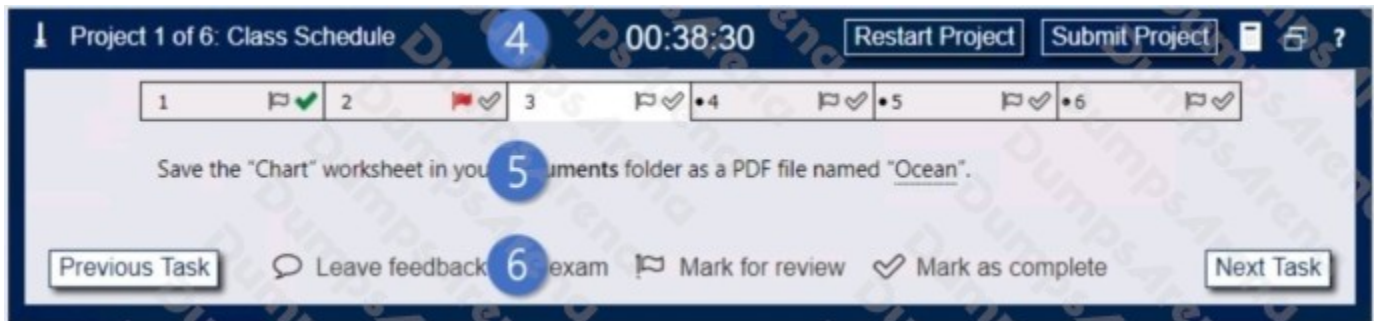 Project 1 of 6: Class Schedule 4 00:38:30 Restart Project Submit Project ?
1 2 3 •4 •5 •6
Save the "Chart" worksheet in you 5 uments folder as a PDF file named "Ocean".
Previous Task Leave feedback 6 exam Mark for review Mark as complete Next Task
DumpsArena